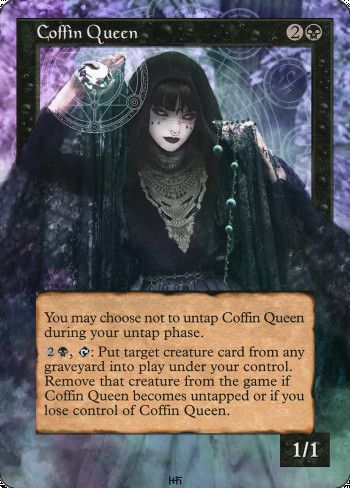 Coffin Queen 2
You may choose not to untap Coffin Queen
during your untap phase.
2, : Put target creature card from any
graveyard into play under your control.
Remove that creature from the game if
Coffin Queen becomes untapped or if you
lose control of Coffin Queen.
1/1